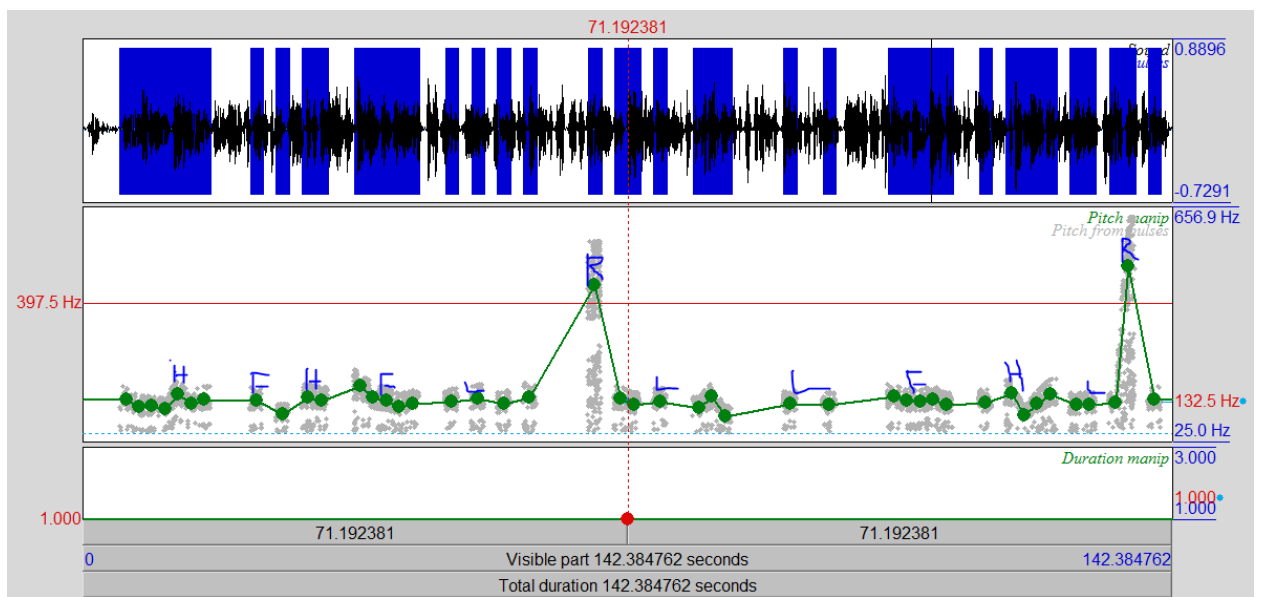 71.192381
Sound
pulses
0.8896
-0.7291
Pitch manip
Pitch from pulses
656.9 Hz
R
R
397.5 Hz
H
F
H
E
L
L
L
E
H
L
132.5 Hz
25.0 Hz
Duration manip
3.000
1.000
1.000
1.000
71.192381
71.192381
0
Visible part 142.384762 seconds
142.384762
Total duration 142.384762 seconds